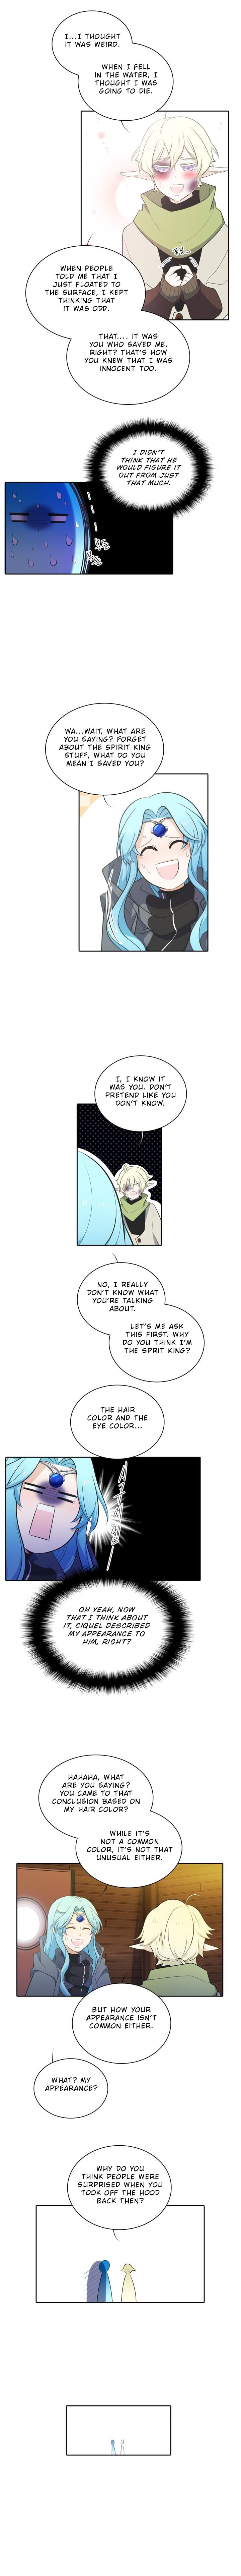 I...I THOUGHT
IT WAS WEIRD.
WHEN I FELL
IN THE WATER, I
THOUGHT I WAS
GOING TO DIE.
WHEN PEOPLE
TOLD ME THAT I
JUST FLOATED TO
THE SURFACE, I KEPT
THINKING THAT
IT WAS ODD.
THAT.... IT WAS
YOU WHO SAVED ME,
RIGHT? THAT'S HOW
YOU KNEW THAT I WAS
INNOCENT TOO.
I DIDN'T
THINK THAT HE
WOULD FIGURE IT
OUT FROM JUST
THAT MUCH.
WA...WAIT, WHAT ARE
YOU SAYING? FORGET
ABOUT THE SPIRIT KING
STUFF, WHAT DO YOU
MEAN I SAVED YOU?
I, I KNOW IT
WAS YOU. DON'T
PRETEND LIKE YOU
DON'T KNOW.
NO, I REALLY
DON'T KNOW WHAT
YOU'RE TALKING
ABOUT.
LET'S ME ASK
THIS FIRST. WHY
DO YOU THINK I'M
THE SPRIT KING?
THE HAIR
COLOR AND THE
EYE COLOR...
OH YEAH, NOW
THAT I THINK ABOUT
IT, CIQUEL DESCRIBED
MY APPEARANCE TO
HIM, RIGHT?
HAHAHA, WHAT
ARE YOU SAYING?
YOU CAME TO THAT
CONCLUSION BASED ON
MY HAIR COLOR?
WHILE IT'S
NOT A COMMON
COLOR, IT'S NOT THAT
UNUSUAL EITHER.
BUT HOW YOUR
APPEARANCE ISN'T
COMMON EITHER.
WHAT? MY
APPEARANCE?
WHY DO YOU
THINK PEOPLE WERE
SURPRISED WHEN YOU
TOOK OFF THE HOOD
BACK THEN?